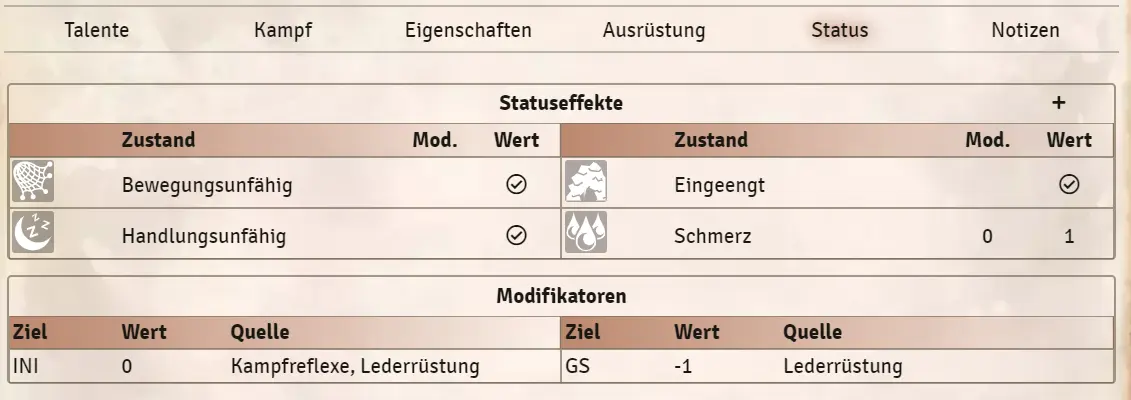 Talente Kampf Eigenschaften Ausrüstung Status Notizen
Statuseffekte +
Zustand Mod. Wert Zustand Mod. Wert
Bewegungsunfähig Eingeengt
Handlungsunfähig Schmerz 0 1
Modifikatoren
Ziel Wert Quelle Ziel Wert Quelle
INI 0 Kampfreflexe, Lederrüstung GS -1 Lederrüstung